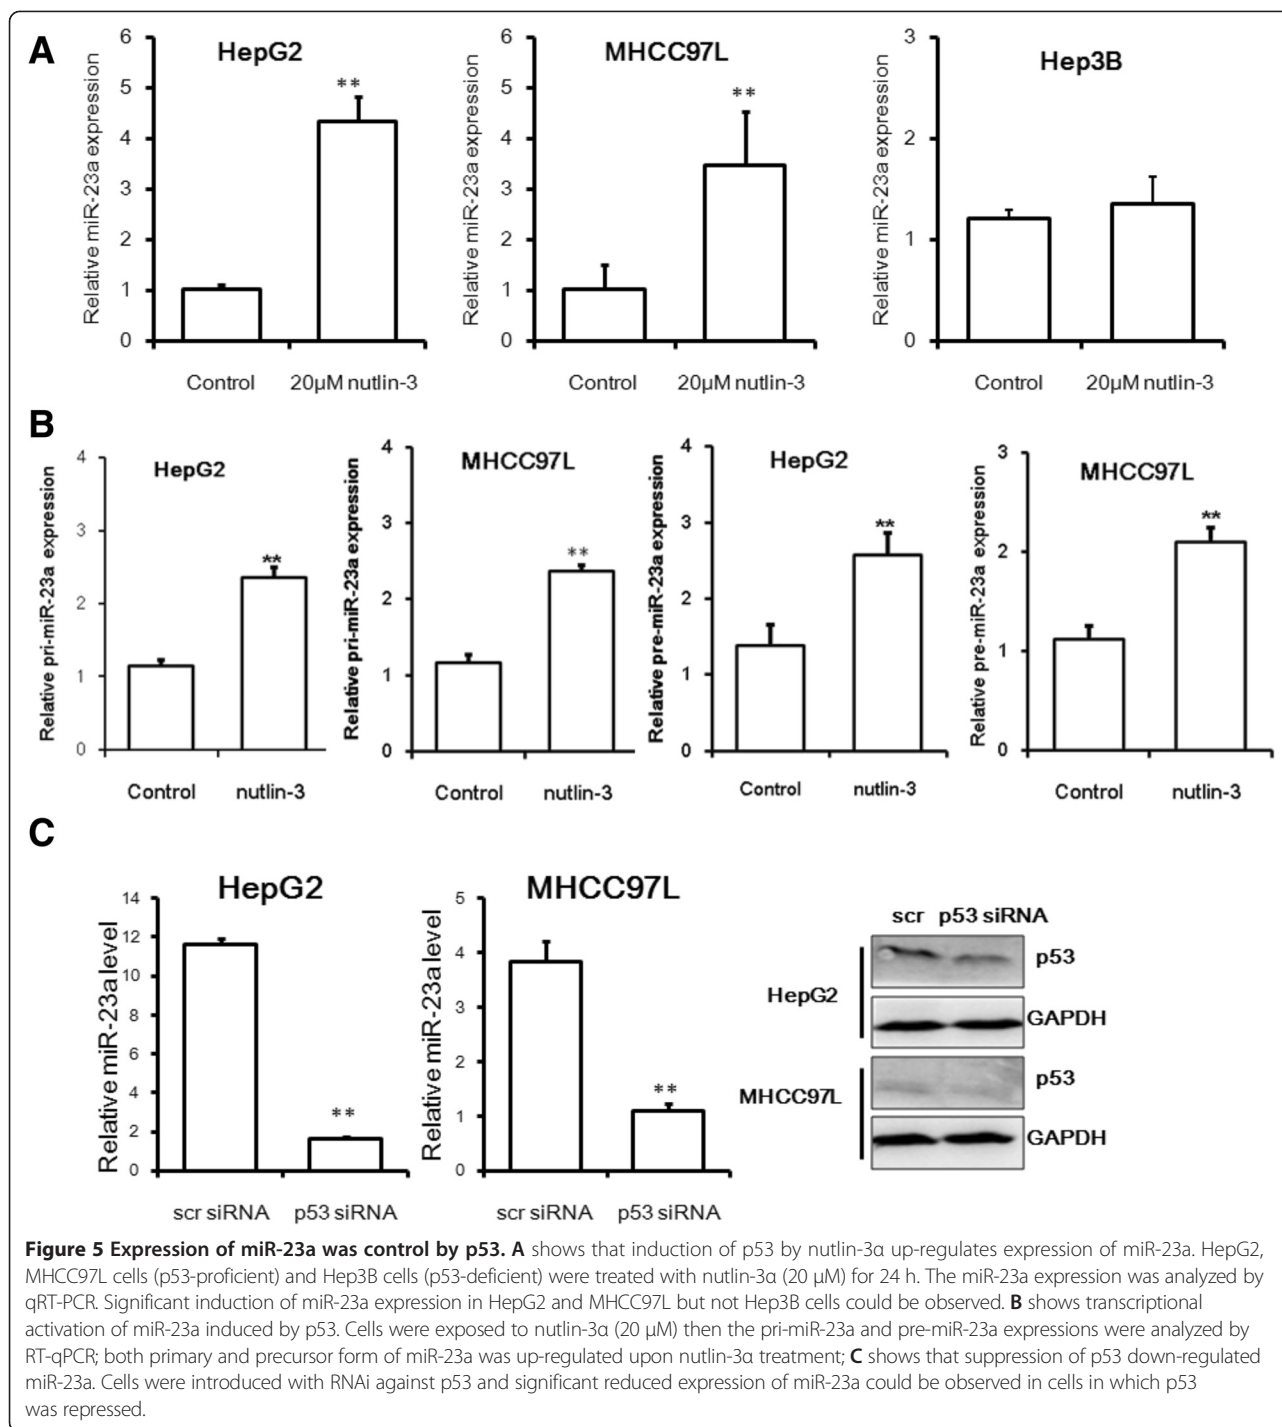 A
HepG2
Relative miR-23a expression
6
5
4
3
2
1
0
**
Control
20µM nutlin-3
MHCC97L
Relative miR-23a expression
6
5
4
3
2
1
0
**
Control
20µM nutlin-3
Hep3B
Relative miR-23a expression
3
2
1
0
Control
20µM nutlin-3
B
HepG2
Relative pri-miR-23a expression
4
3
2
1
0
**
Control
nutlin-3
MHCC97L
Relative pri-miR-23a expression
4
3
2
1
0
**
Control
nutlin-3
HepG2
Relative pre-miR-23a expression
4
3
2
1
0
**
Control
nutlin-3
MHCC97L
Relative pre-miR-23a expression
3
2
1
0
**
Control
nutlin-3
C
HepG2
Relative miR-23a level
14
12
10
8
6
4
2
0
**
scr siRNA
p53 siRNA
MHCC97L
Relative miR-23a level
5
4
3
2
1
0
**
scr siRNA
p53 siRNA
scr p53 siRNA
HepG2
p53
GAPDH
MHCC97L
p53
GAPDH
Figure 5 Expression of miR-23a was control by p53. A shows that induction of p53 by nutlin-3α up-regulates expression of miR-23a. HepG2,
MHCC97L cells (p53-proficient) and Hep3B cells (p53-deficient) were treated with nutlin-3α (20 μM) for 24 h. The miR-23a expression was analyzed by
qRT-PCR. Significant induction of miR-23a expression in HepG2 and MHCC97L but not Hep3B cells could be observed. B shows transcriptional
activation of miR-23a induced by p53. Cells were exposed to nutlin-3α (20 μM) then the pri-miR-23a and pre-miR-23a expressions were analyzed by
RT-qPCR; both primary and precursor form of miR-23a was up-regulated upon nutlin-3α treatment; C shows that suppression of p53 down-regulated
miR-23a. Cells were introduced with RNAi against p53 and significant reduced expression of miR-23a could be observed in cells in which p53
was repressed.